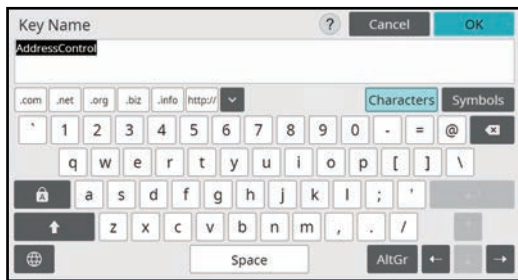 Key Name ? Cancel OK
AddressControl
.com .net .org .biz .info http:// Characters Symbols
` 1 2 3 4 5 6 7 8 9 0 - = @
q w e r t y u i o p [ ] \
A a s d f g h j k l ; '
z x c v b n m , . /
Space AltGr